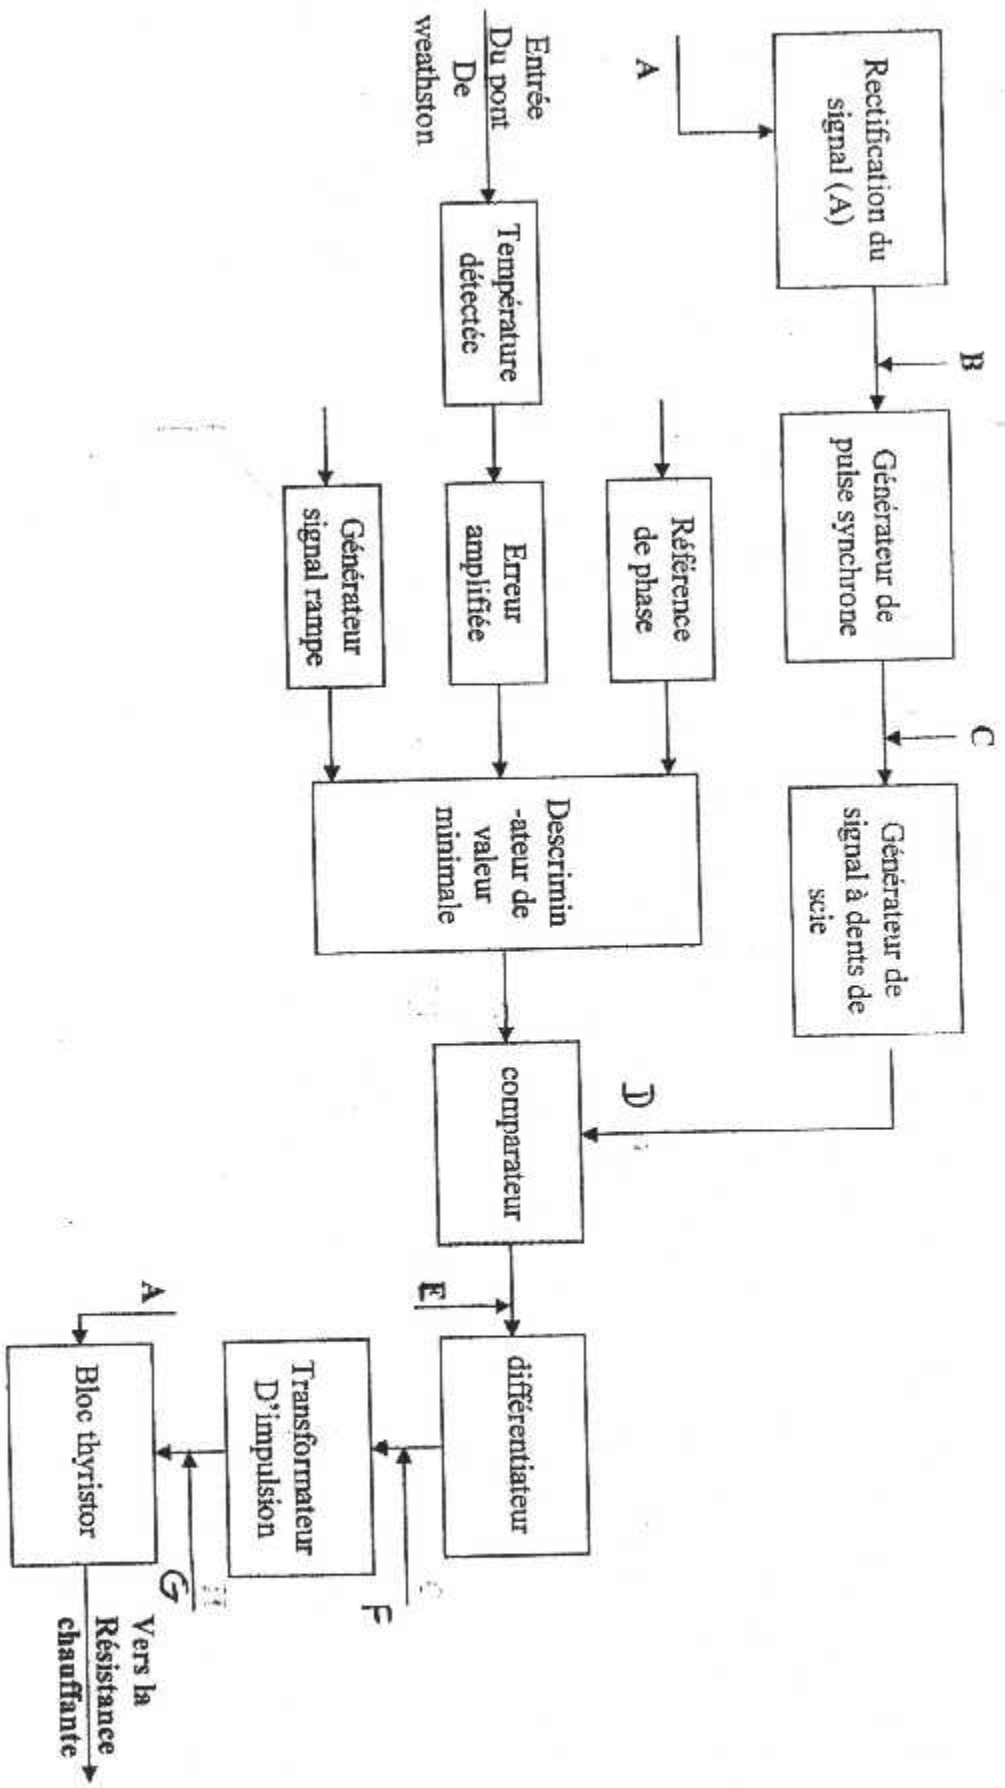 A
Rectification du
signal (A)
B
Générateur de
pulse synchrone
C
Générateur de
signal à dents de
scie
D
Entrée
Du pont
De
weathston
Température
détectée
Référence
de phase
Erreur
amplifiée
Générateur
signal rampe
Descrimin
-ateur de
valeur
minimale
comparateur
E
différentiateur
F
Transformateur
D'impulsion
G
A
Bloc thyristor
Vers la
Résistance
chauffante